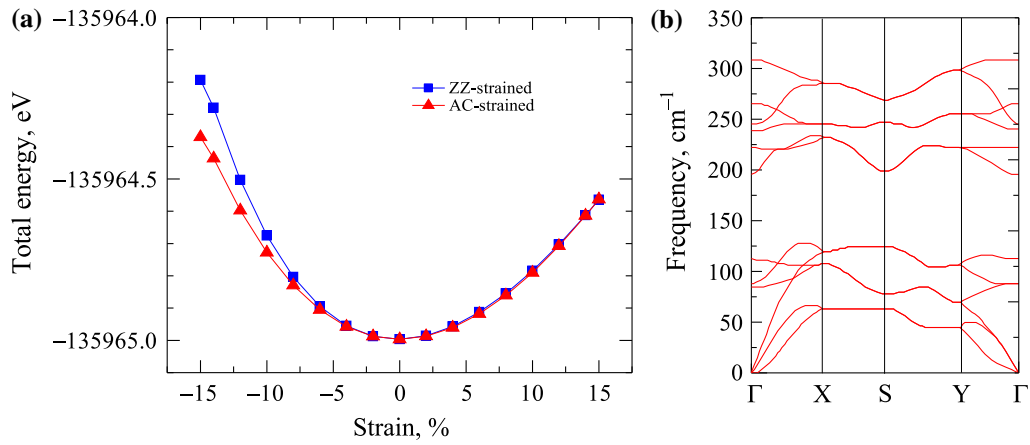 (a)
−135964.0
−135964.5
−135965.0
Total energy, eV
ZZ-strained
AC-strained
−15 −10 −5 0 5 10 15
Strain, %
(b)
350
300
250
200
150
100
50
0
Frequency, cm−1
Γ X S Y Γ